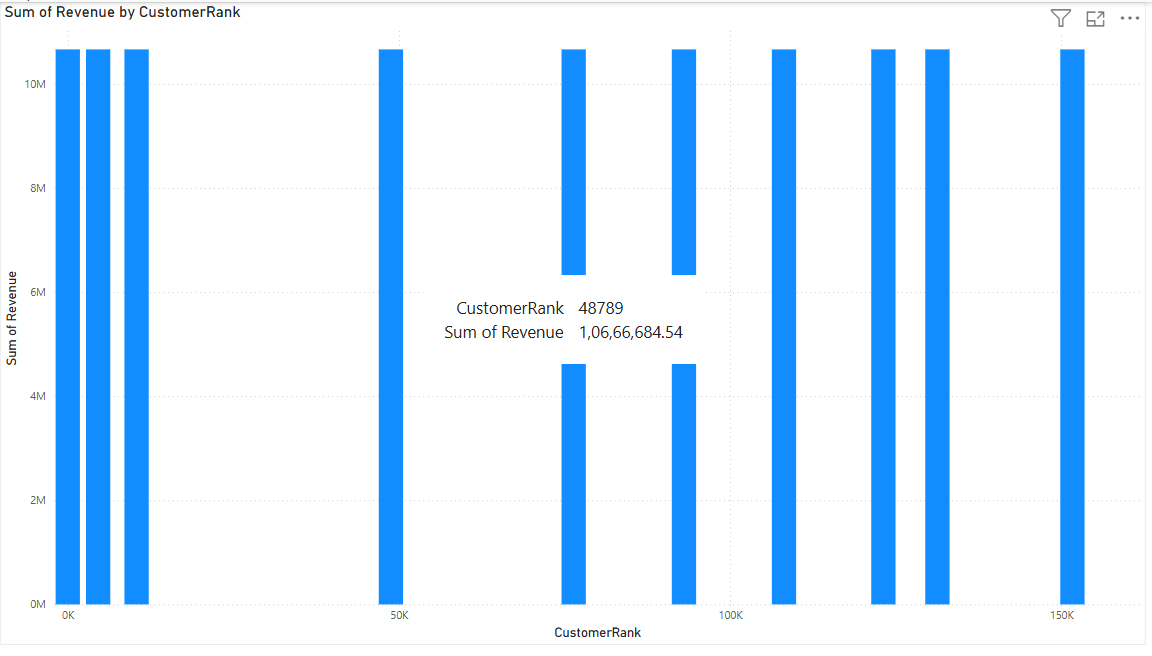 Sum of Revenue by CustomerRank
10M
8M
6M
4M
2M
0M
Sum of Revenue
CustomerRank 48789
Sum of Revenue 1,06,66,684.54
0K 50K 100K 150K
CustomerRank